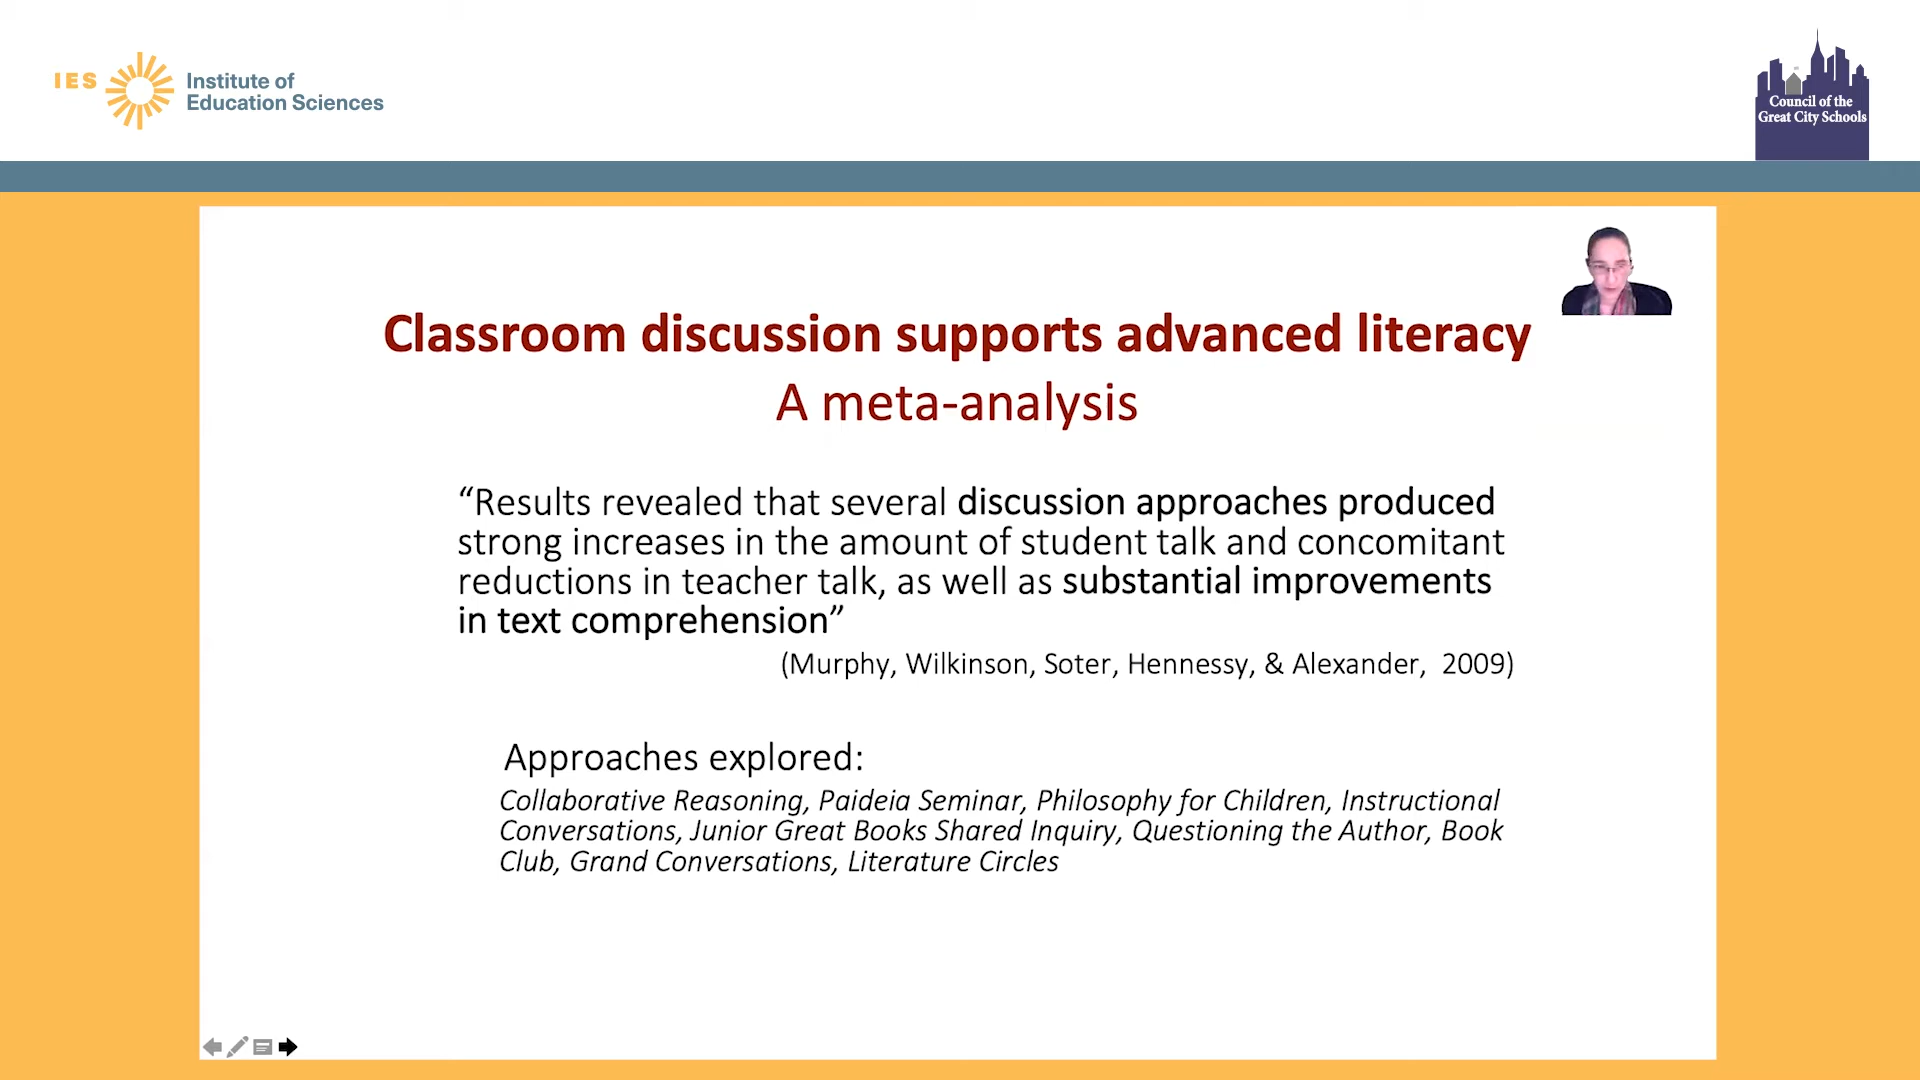 IES
Institute of
Education Sciences
Council of the
Great City Schools
Classroom discussion supports advanced literacy
A meta-analysis
“Results revealed that several discussion approaches produced
strong increases in the amount of student talk and concomitant
reductions in teacher talk, as well as substantial improvements
in text comprehension”
(Murphy, Wilkinson, Soter, Hennessy, & Alexander,  2009)
Approaches explored:
Collaborative Reasoning, Paideia Seminar, Philosophy for Children, Instructional
Conversations, Junior Great Books Shared Inquiry, Questioning the Author, Book
Club, Grand Conversations, Literature Circles